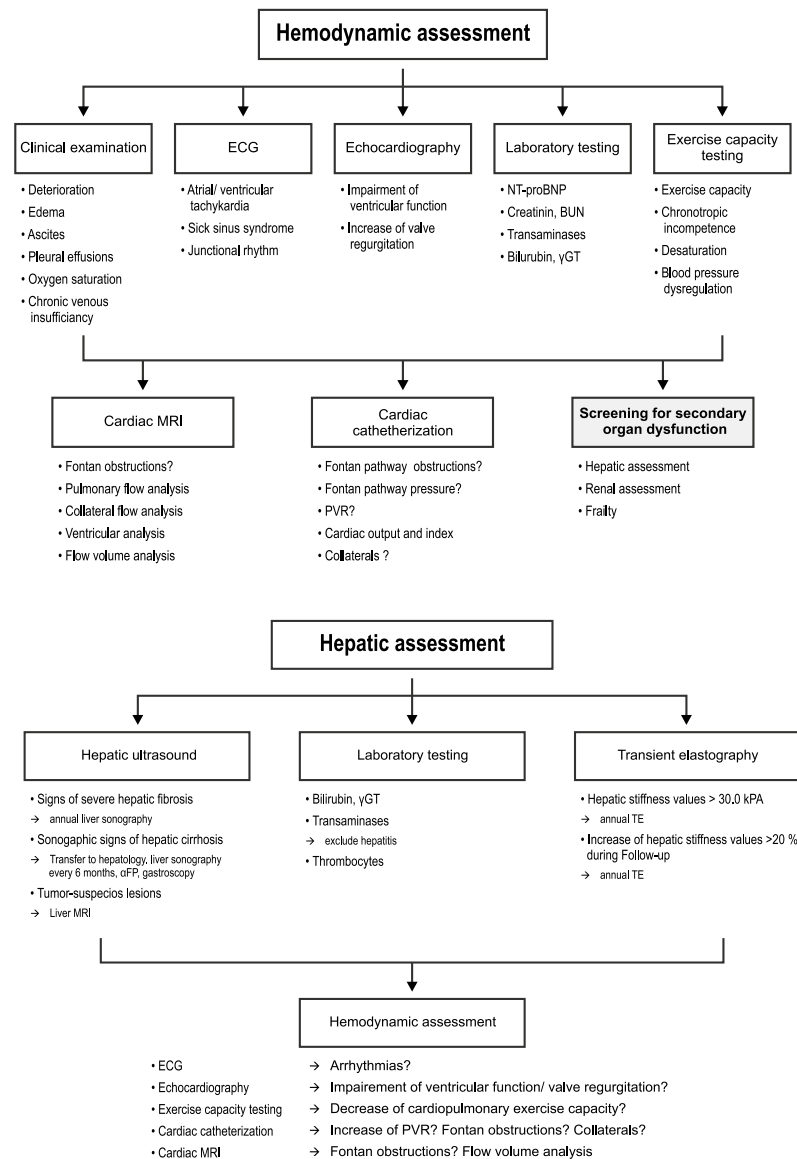 Hemodynamic assessment
Clinical examination
• Deterioration
• Edema
• Ascites
• Pleural effusions
• Oxygen saturation
• Chronic venous
insufficiancy
ECG
• Atrial/ ventricular
tachykardia
• Sick sinus syndrome
• Junctional rhythm
Echocardiography
• Impairment of
ventricular function
• Increase of valve
regurgitation
Laboratory testing
• NT-proBNP
• Creatinin, BUN
• Transaminases
• Bilurubin, γGT
Exercise capacity
testing
• Exercise capacity
• Chronotropic
incompetence
• Desaturation
• Blood pressure
dysregulation
Cardiac MRI
• Fontan obstructions?
• Pulmonary flow analysis
• Collateral flow analysis
• Ventricular analysis
• Flow volume analysis
Cardiac
cathetherization
• Fontan pathway obstructions?
• Fontan pathway pressure?
• PVR?
• Cardiac output and index
• Collaterals ?
Screening for secondary
organ dysfunction
• Hepatic assessment
• Renal assessment
• Frailty
Hepatic assessment
Hepatic ultrasound
• Signs of severe hepatic fibrosis
→ annual liver sonography
• Sonogaphic signs of hepatic cirrhosis
→ Transfer to hepatology, liver sonography
every 6 months, αFP, gastroscopy
• Tumor-suspecios lesions
→ Liver MRI
Laboratory testing
• Bilirubin, γGT
• Transaminases
→ exclude hepatitis
• Thrombocytes
Transient elastography
• Hepatic stiffness values > 30.0 kPA
→ annual TE
• Increase of hepatic stiffness values >20 %
during Follow-up
→ annual TE
Hemodynamic assessment
• ECG → Arrhythmias?
• Echocardiography → Impairement of ventricular function/ valve regurgitation?
• Exercise capacity testing → Decrease of cardiopulmonary exercise capacity?
• Cardiac catheterization → Increase of PVR? Fontan obstructions? Collaterals?
• Cardiac MRI → Fontan obstructions? Flow volume analysis